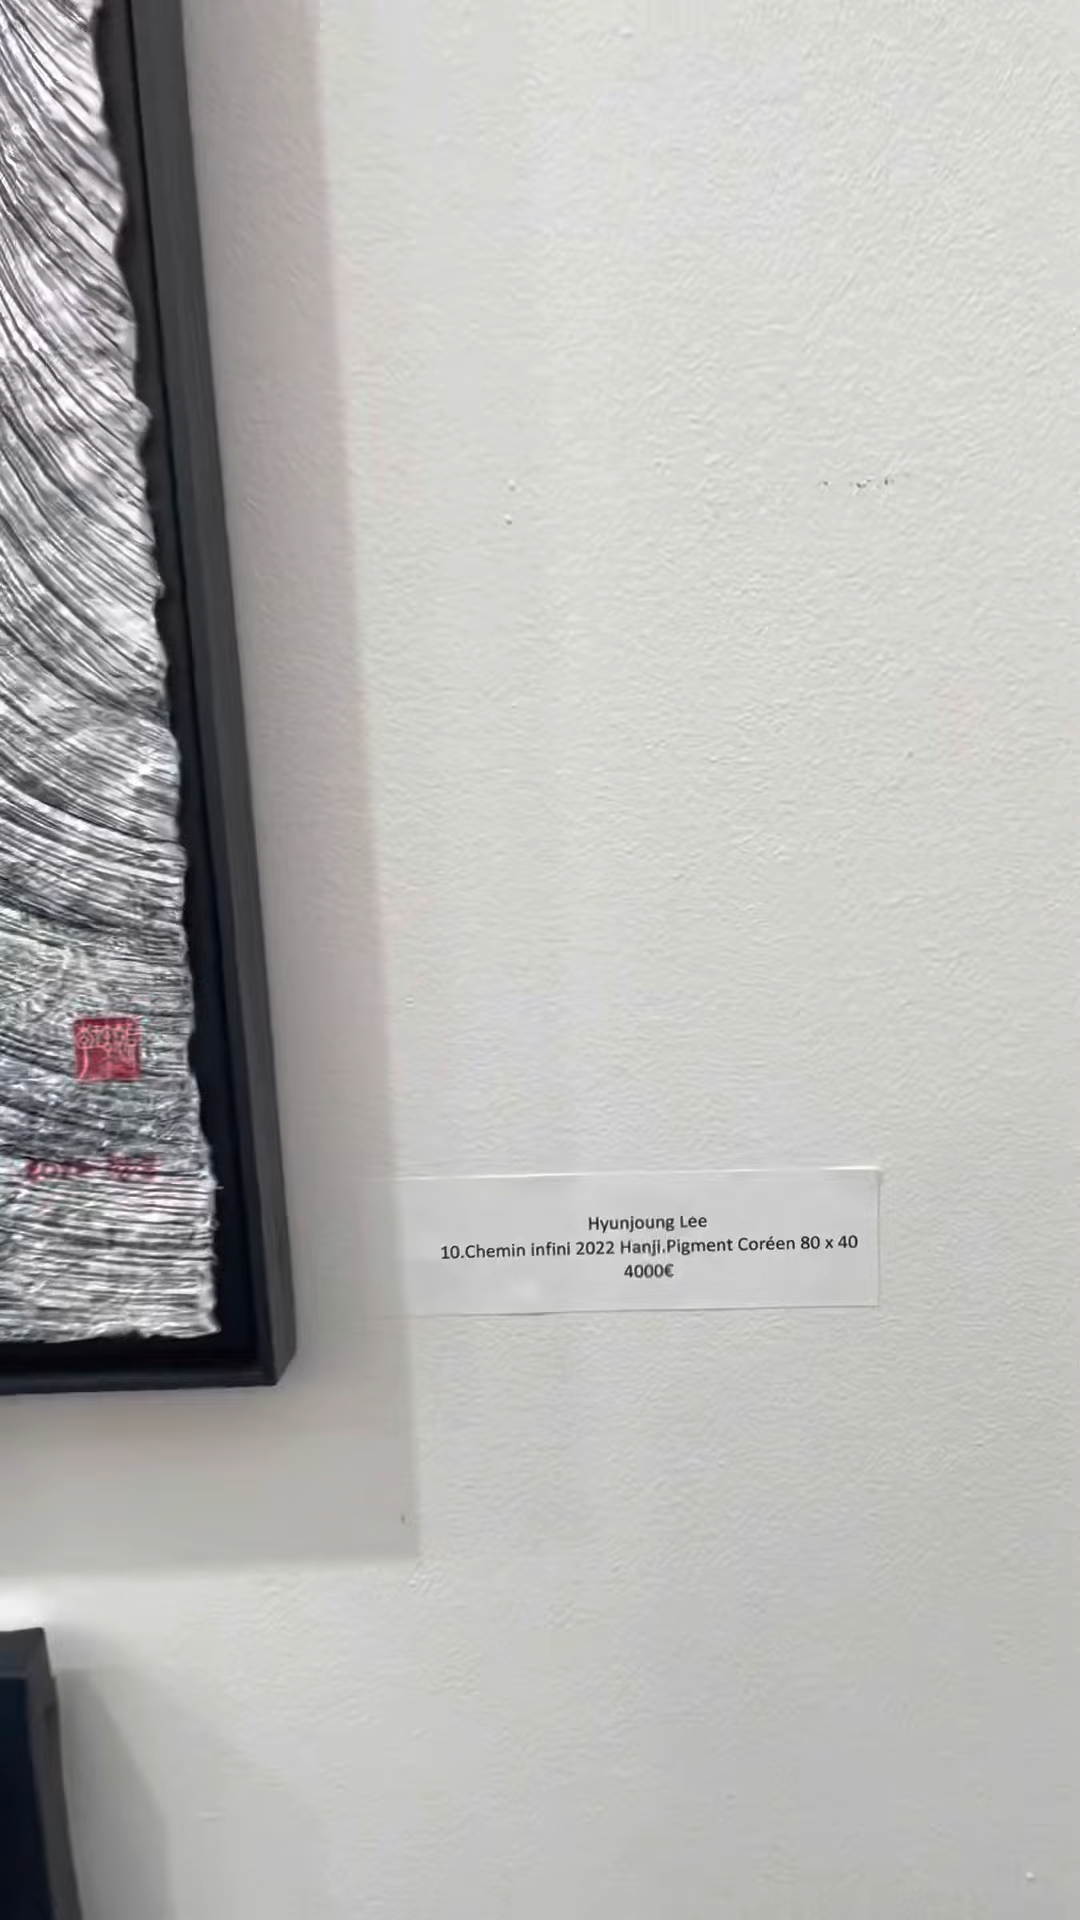 Hyunjoung Lee
10.Chemin infini 2022 Hanji.Pigment Coréen 80 x 40
4000€